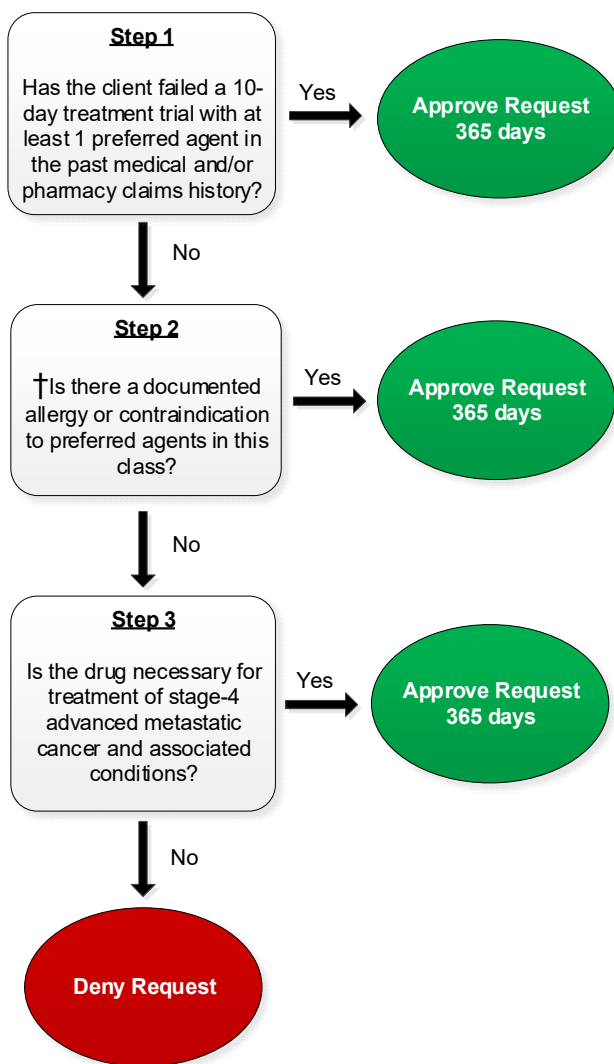 Step 1
Has the client failed a 10-
day treatment trial with at
least 1 preferred agent in
the past medical and/or
pharmacy claims history?
Yes
Approve Request
365 days
No
Step 2
†Is there a documented
allergy or contraindication
to preferred agents in this
class?
Yes
Approve Request
365 days
No
Step 3
Is the drug necessary for
treatment of stage-4
advanced metastatic
cancer and associated
conditions?
Yes
Approve Request
365 days
No
Deny Request